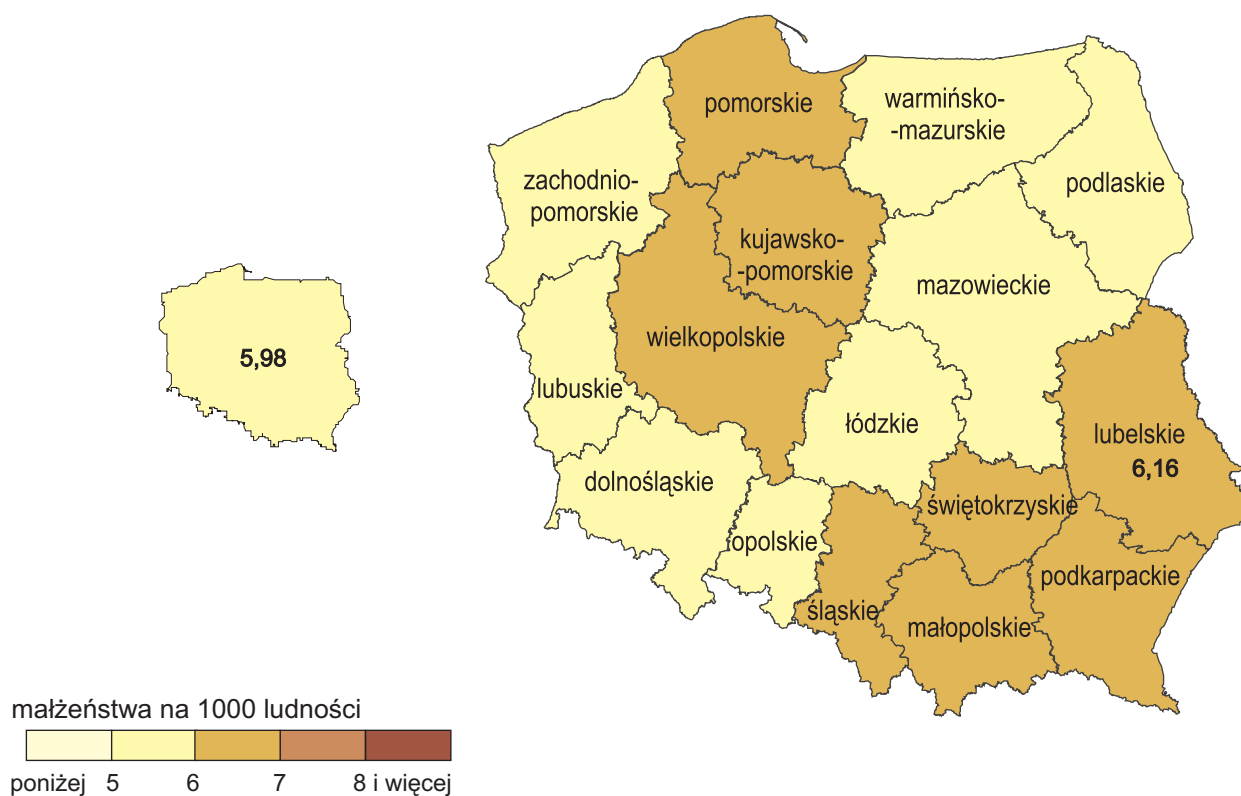 pomorskie
warmińsko-
-mazurskie
zachodnio-
pomorskie
podlaskie
kujawsko-
-pomorskie
mazowieckie
wielkopolskie
5,98
lubuskie
łódzkie
lubelskie
6,16
dolnośląskie
świętokrzyskie
opolskie
podkarpackie
śląskie
małopolskie
małżeństwa na 1000 ludności
poniżej 5 6 7 8 i więcej